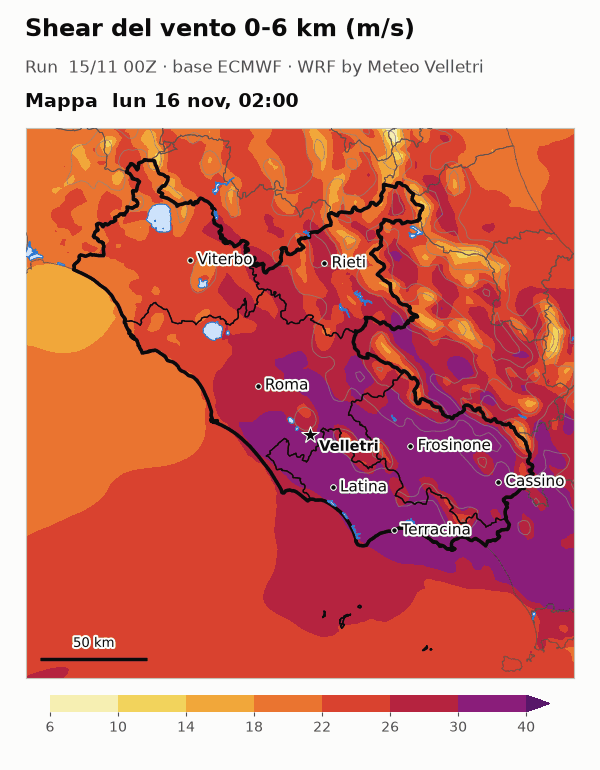 Shear del vento 0-6 km (m/s)
Run  15/11 00Z · base ECMWF · WRF by Meteo Velletri
Mappa  lun 16 nov, 02:00
Viterbo
Rieti
Roma
Velletri
Frosinone
Cassino
Latina
Terracina
50 km
6 10 14 18 22 26 30 40